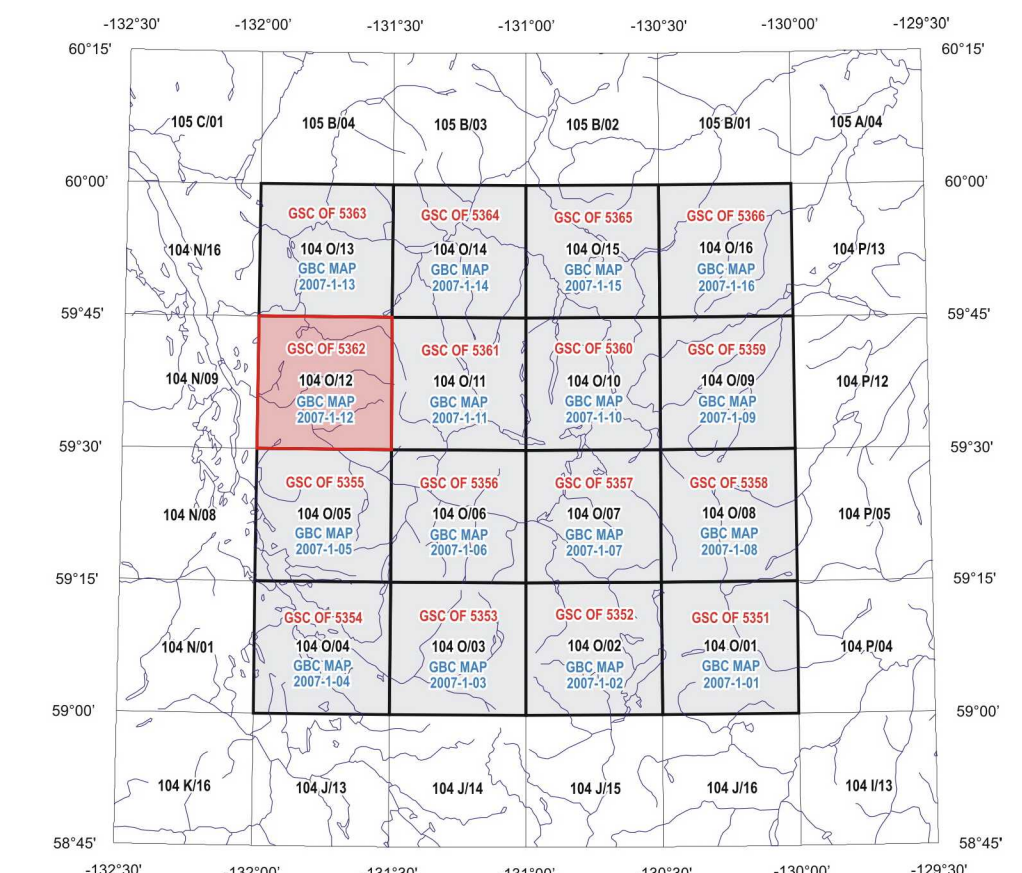 -132°30' -132°00' -131°30' -131°00' -130°30' -130°00' -129°30'
60°15' 60°15'
105 C/01 105 B/04 105 B/03 105 B/02 105 B/01 105 A/04
60°00' 60°00'
GSC OF 5363 GSC OF 5364 GSC OF 5365 GSC OF 5366
104 N/16 104 O/13 104 O/14 104 O/15 104 O/16 104 P/13
GBC MAP GBC MAP GBC MAP GBC MAP
2007-1-13 2007-1-14 2007-1-15 2007-1-16
59°45' 59°45'
GSC OF 5362 GSC OF 5361 GSC OF 5360 GSC OF 5359
104 N/09 104 O/12 104 O/11 104 O/10 104 O/09 104 P/12
GBC MAP GBC MAP GBC MAP GBC MAP
2007-1-12 2007-1-11 2007-1-10 2007-1-09
59°30' 59°30'
GSC OF 5355 GSC OF 5356 GSC OF 5357 GSC OF 5358
104 N/08 104 O/05 104 O/06 104 O/07 104 O/08 104 P/05
GBC MAP GBC MAP GBC MAP GBC MAP
2007-1-05 2007-1-06 2007-1-07 2007-1-08
59°15' 59°15'
GSC OF 5354 GSC OF 5353 GSC OF 5352 GSC OF 5351
104 N/01 104 O/04 104 O/03 104 O/02 104 O/01 104 P/04
GBC MAP GBC MAP GBC MAP GBC MAP
2007-1-04 2007-1-03 2007-1-02 2007-1-01
59°00' 59°00'
104 K/16 104 J/13 104 J/14 104 J/15 104 J/16 104 I/13
58°45' 58°45'
-132°30' -132°00' -131°30' -131°00' -130°30' -130°00' -129°30'